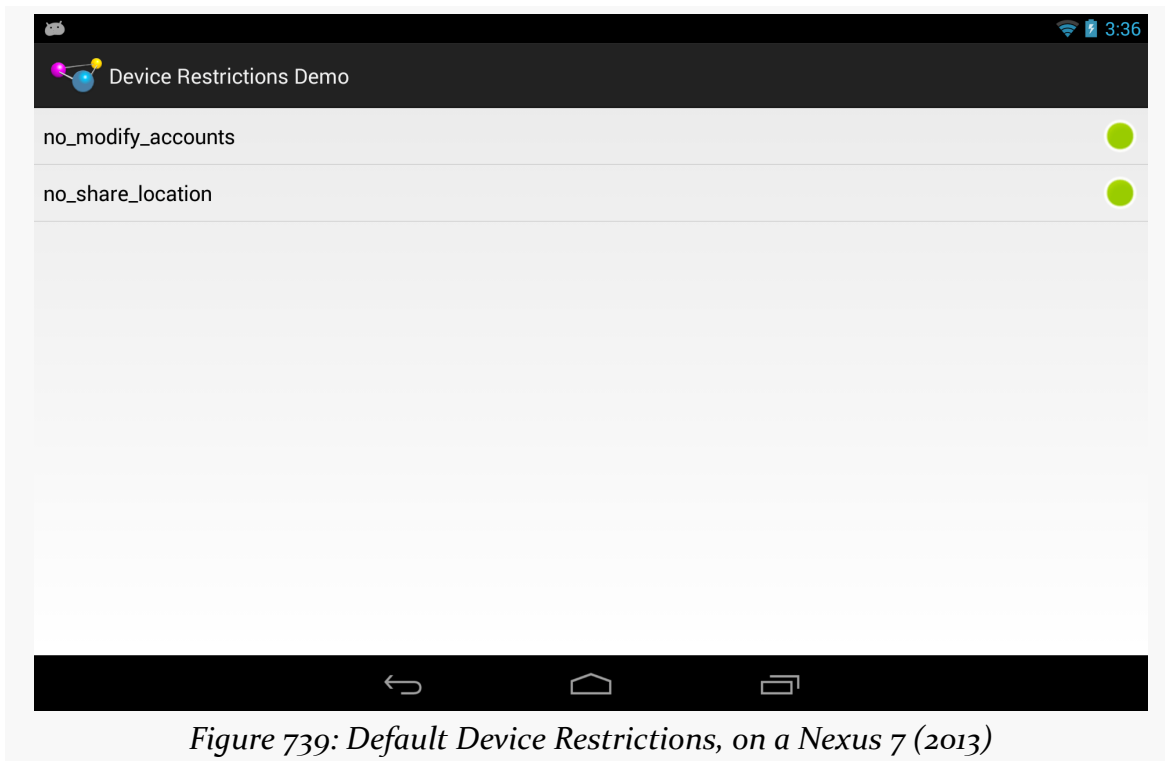 3:36
Device Restrictions Demo
no_modify_accounts
no_share_location
Figure 739: Default Device Restrictions, on a Nexus 7 (2013)